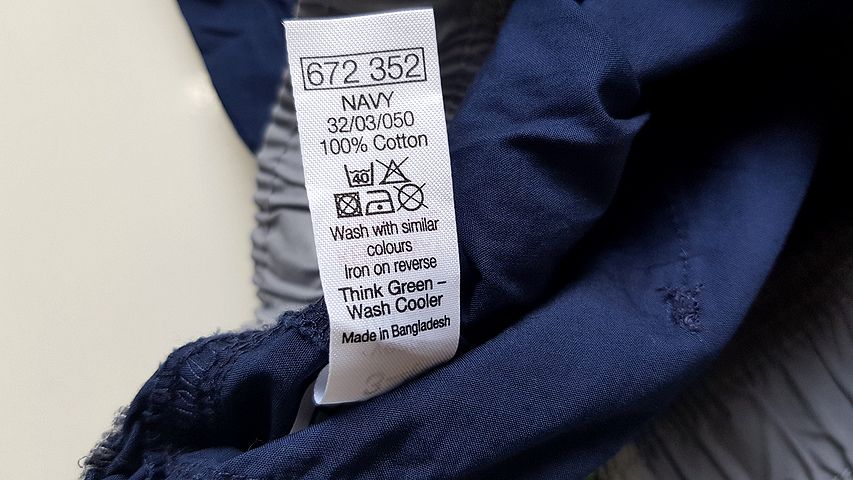 672 352
NAVY
32/03/050
100% Cotton
40
Wash with similar
colours
Iron on reverse
Think Green –
Wash Cooler
Made in Bangladesh